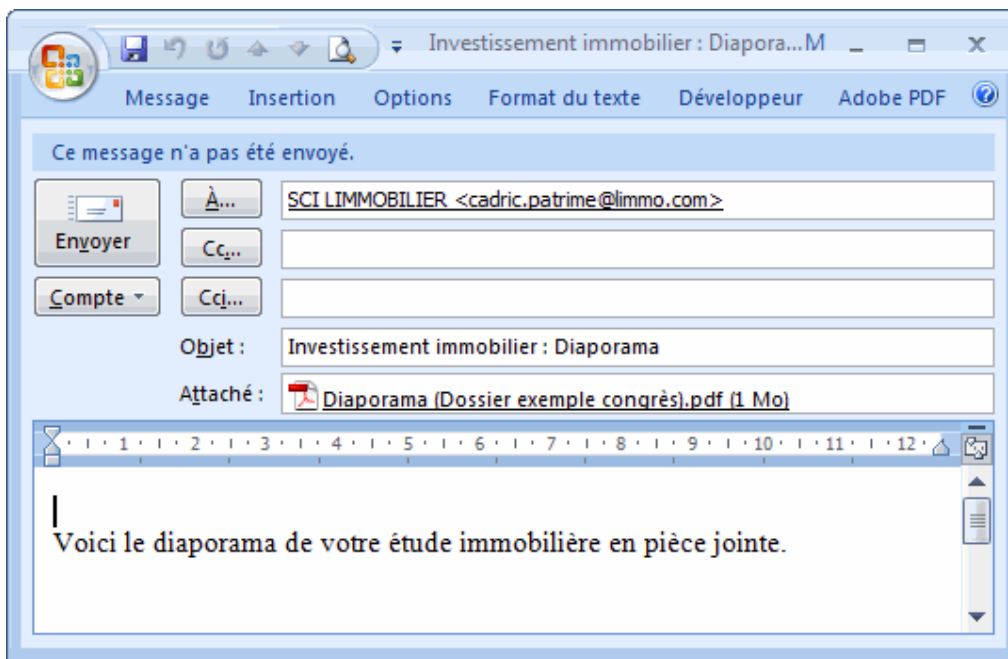 Investissement immobilier : Diapora...M
Message Insertion Options Format du texte Développeur Adobe PDF
Ce message n'a pas été envoyé.
À... SCI LIMMOBILIER <cadric.patrime@limmo.com>
Envoyer
Cc...
Compte Cci...
Objet : Investissement immobilier : Diaporama
Attaché : Diaporama (Dossier exemple congrès).pdf (1 Mo)
1 2 3 4 5 6 7 8 9 10 11 12
Voici le diaporama de votre étude immobilière en pièce jointe.